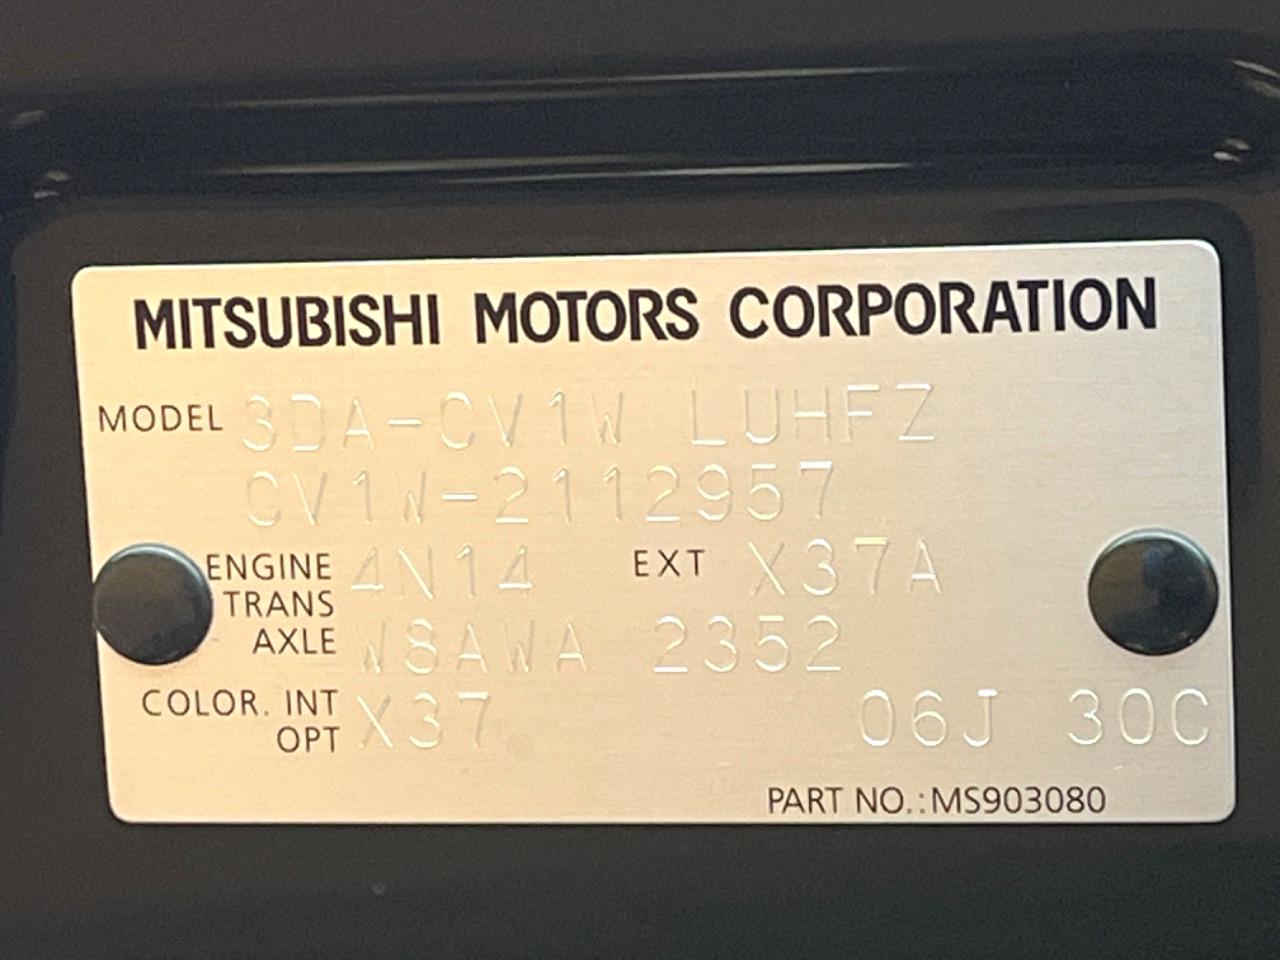 MITSUBISHI MOTORS CORPORATION
MODEL 3DA-CV1W LUHFZ
CV1W-2112957
ENGINE 4N14 EXT X37A
TRANS
AXLE W8AWA 2352
COLOR. INT X37 06J 30C
OPT
PART NO.:MS903080